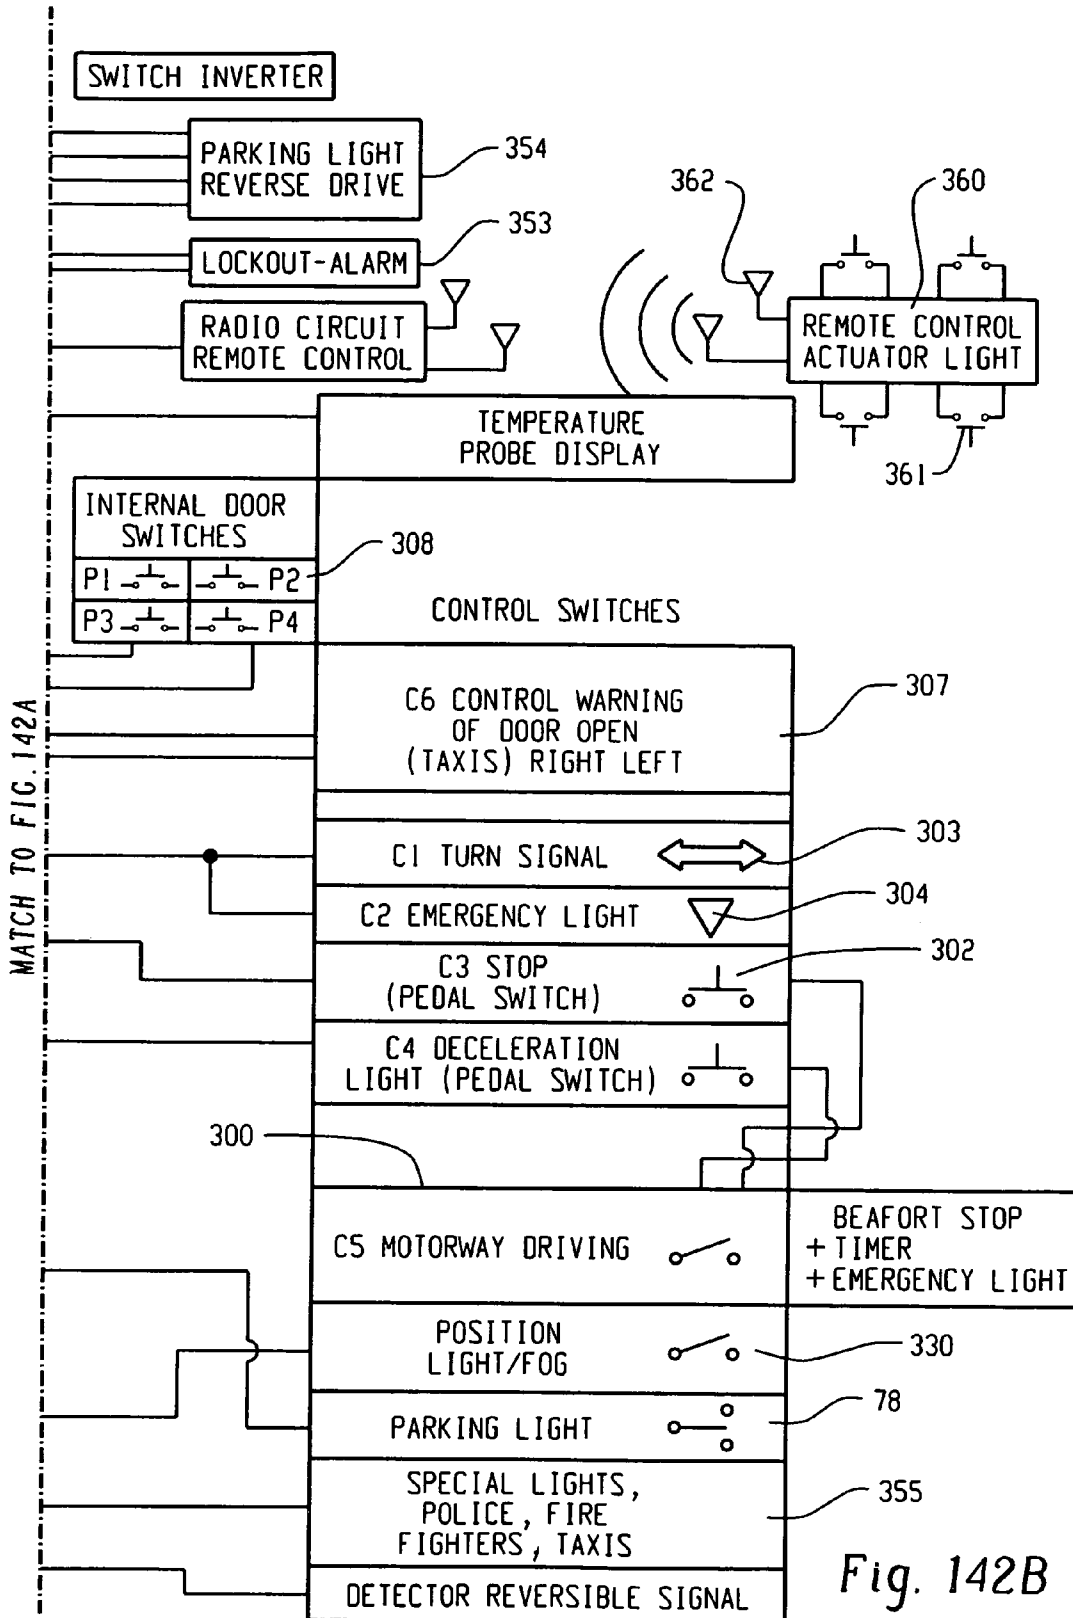 SWITCH INVERTER
PARKING LIGHT
REVERSE DRIVE
354
LOCKOUT-ALARM
353
RADIO CIRCUIT
REMOTE CONTROL
362
360
REMOTE CONTROL
ACTUATOR LIGHT
361
TEMPERATURE
PROBE DISPLAY
INTERNAL DOOR
SWITCHES
P1
P2
P3
P4
308
CONTROL SWITCHES
C6 CONTROL WARNING
OF DOOR OPEN
(TAXIS) RIGHT LEFT
307
MATCH TO FIG. 142A
C1 TURN SIGNAL
303
C2 EMERGENCY LIGHT
304
C3 STOP
(PEDAL SWITCH)
302
C4 DECELERATION
LIGHT (PEDAL SWITCH)
300
C5 MOTORWAY DRIVING
BEAFORT STOP
+ TIMER
+ EMERGENCY LIGHT
POSITION
LIGHT/FOG
330
PARKING LIGHT
78
SPECIAL LIGHTS,
POLICE, FIRE
FIGHTERS, TAXIS
355
DETECTOR REVERSIBLE SIGNAL
Fig. 142B